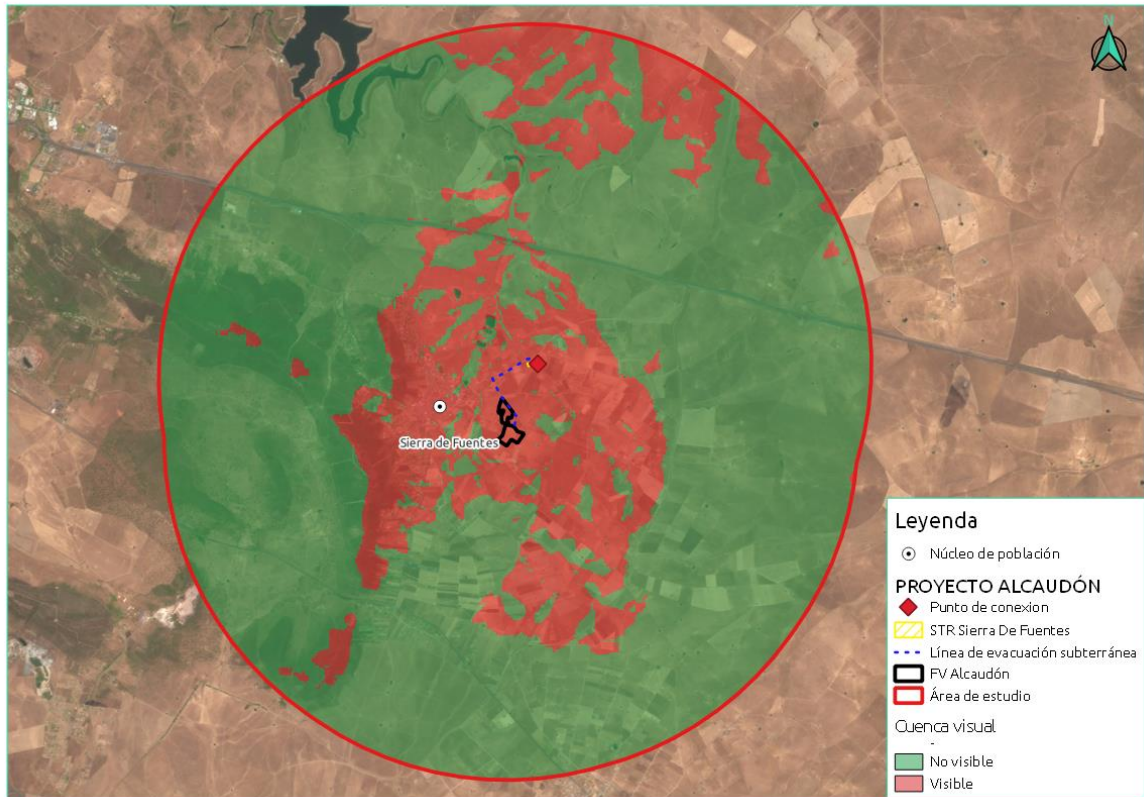 N
Sierra de Fuentes
Leyenda
Núcleo de población
PROYECTO ALCAUDÓN
Punto de conexion
STR Sierra De Fuentes
Línea de evacuación subterránea
FV Alcaudón
Área de estudio
Cuenca visual
-
No visible
Visible